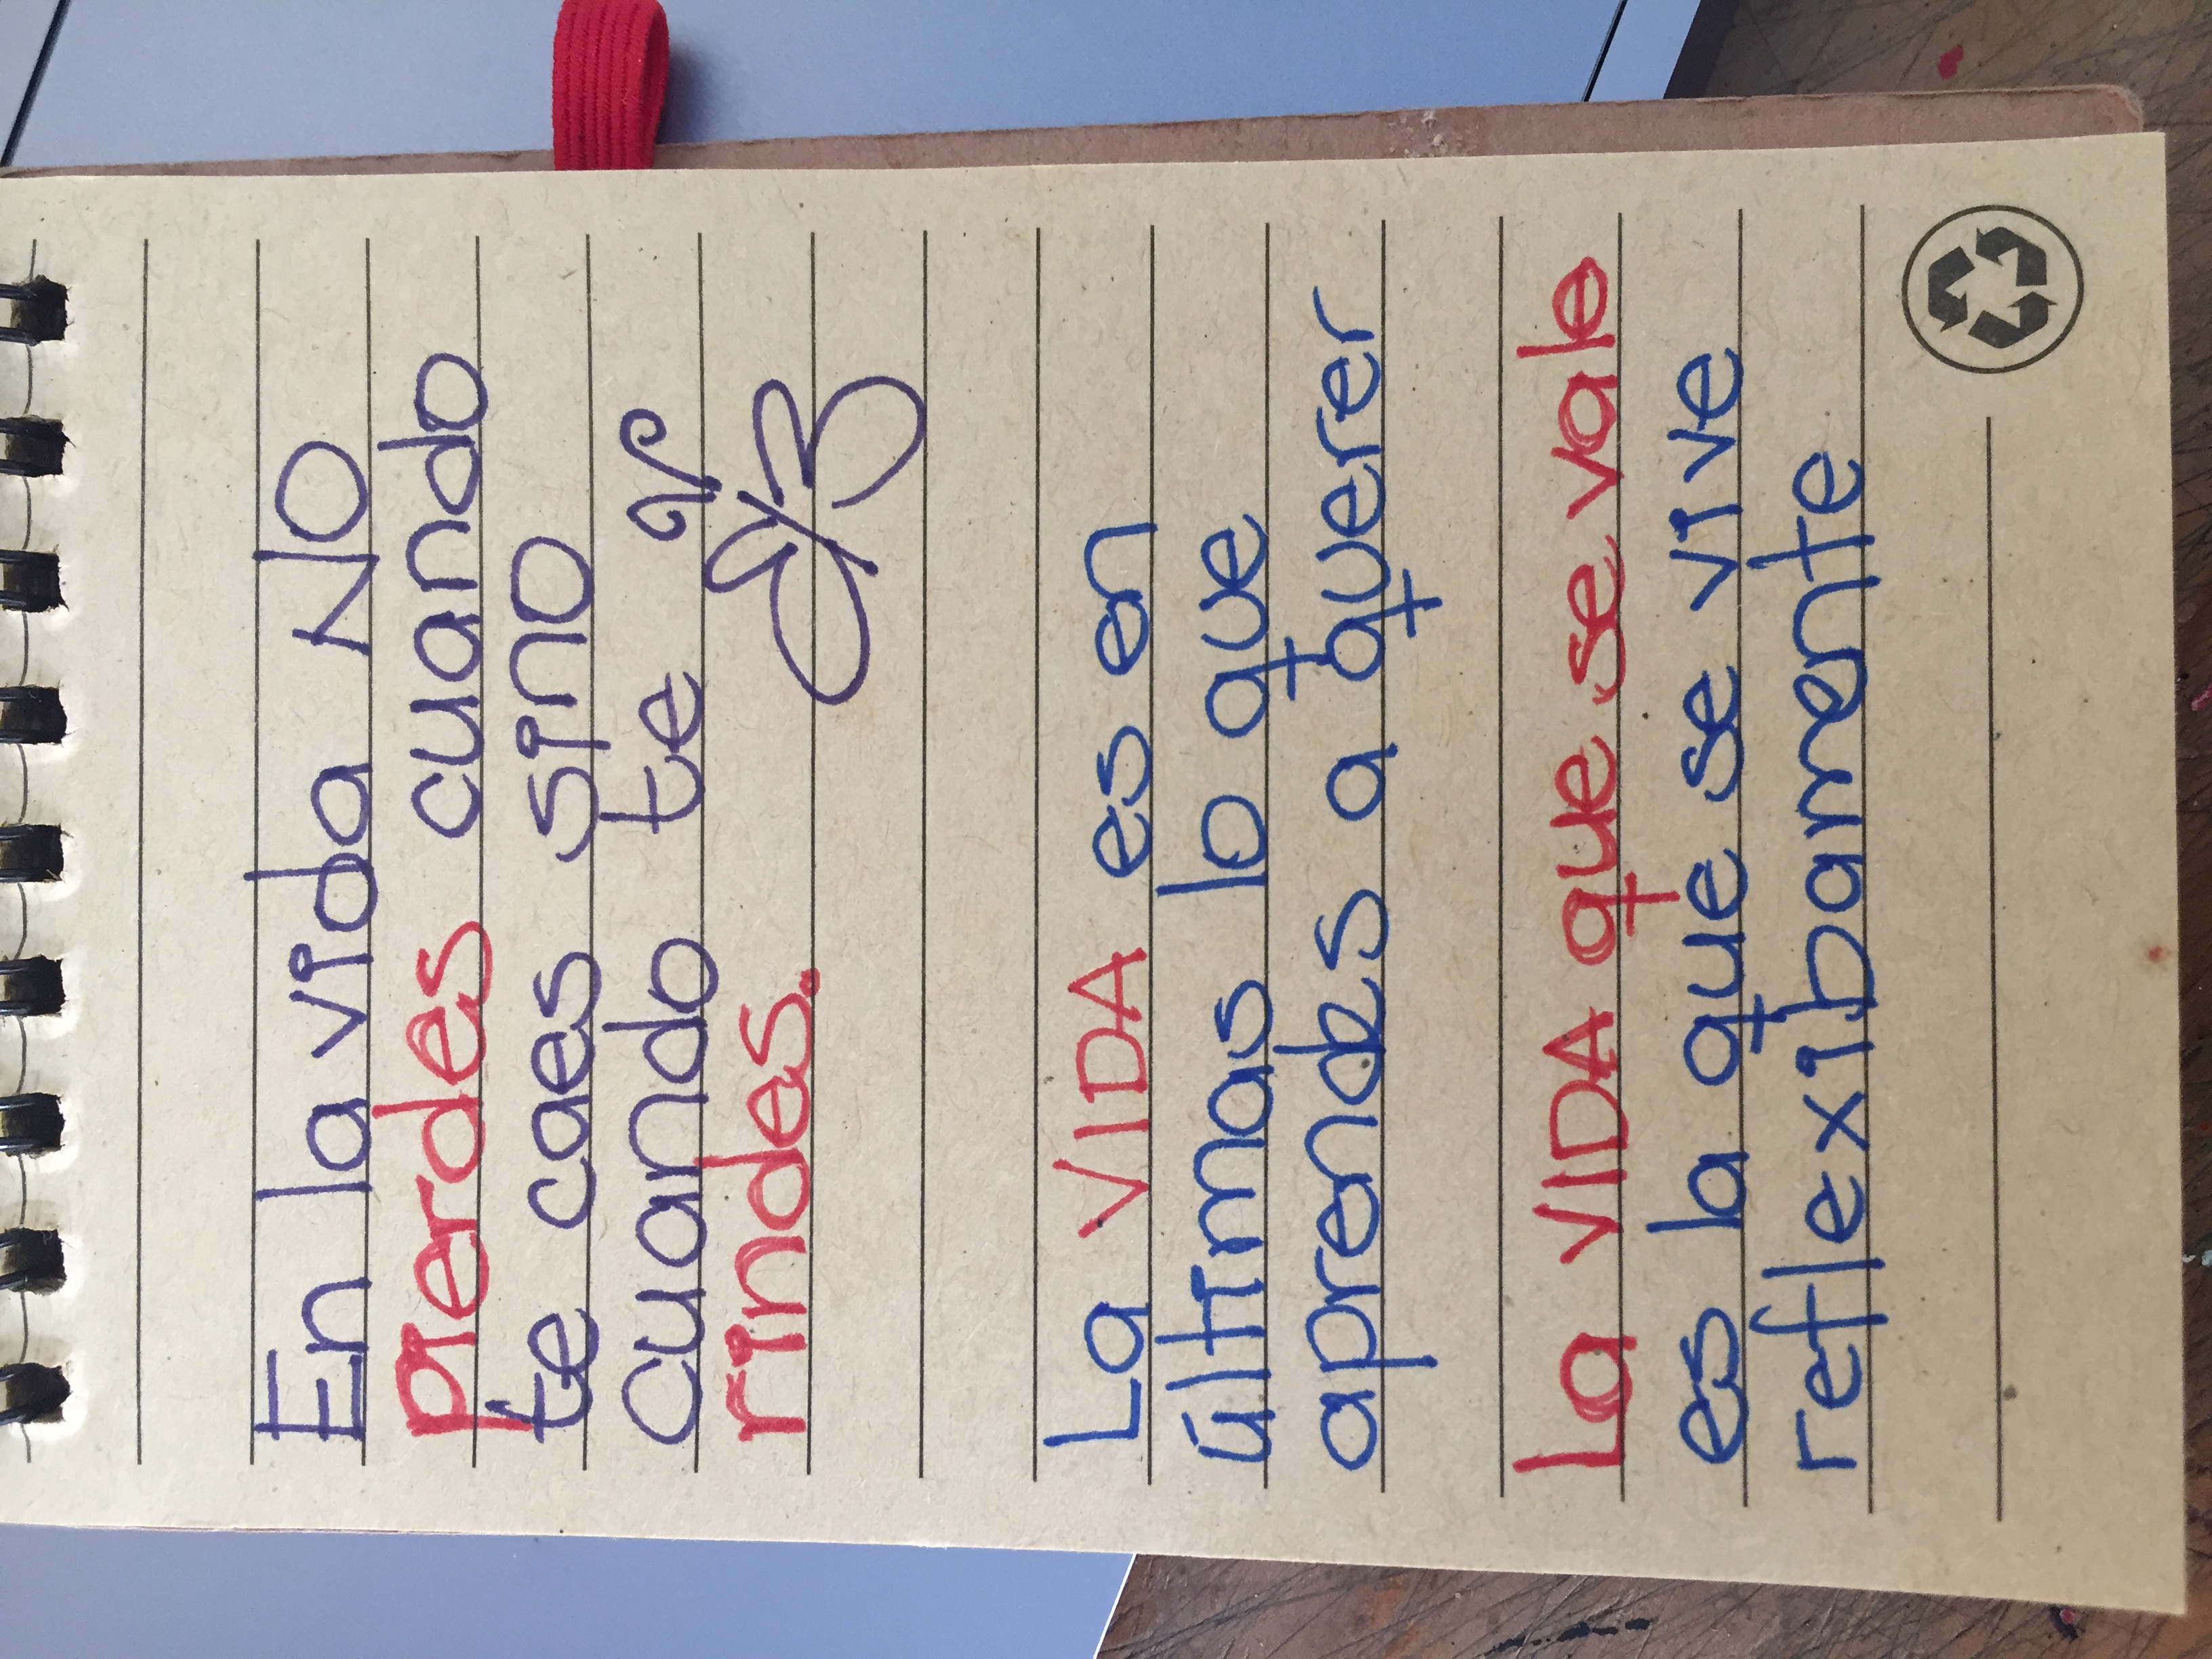 En la vida NO
pierdes cuando
te caes sino
cuando te
rindes.
La VIDA es en
últimas lo que
aprendes a querer
La VIDA que se vale
es la que se vive
reflexibamente